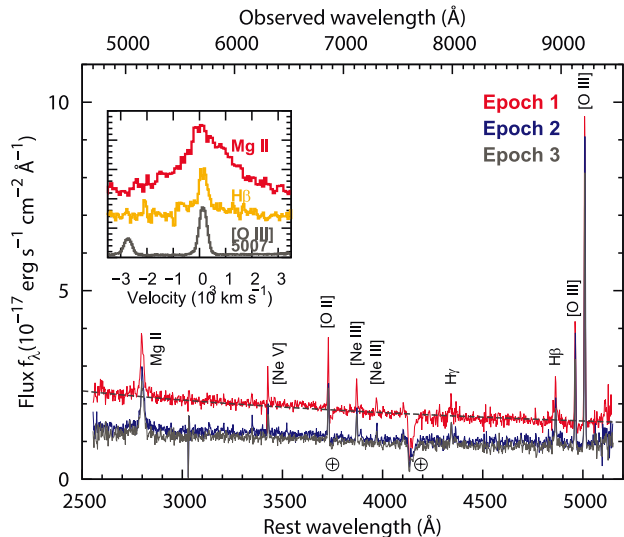 Observed wavelength (Å)
5000 6000 7000 8000 9000
10
5
0
Flux fλ(10⁻¹⁷ erg s⁻¹ cm⁻² Å⁻¹)
Epoch 1
Epoch 2
Epoch 3
Mg II
Hβ
[O III]
5007
-3 -2 -1 0 1 2 3
Velocity (10³ km s⁻¹)
Mg II
[Ne V]
[O II]
[Ne III]
[Ne III]
Hγ
Hβ
[O III]
[O III]
2500 3000 3500 4000 4500 5000
Rest wavelength (Å)